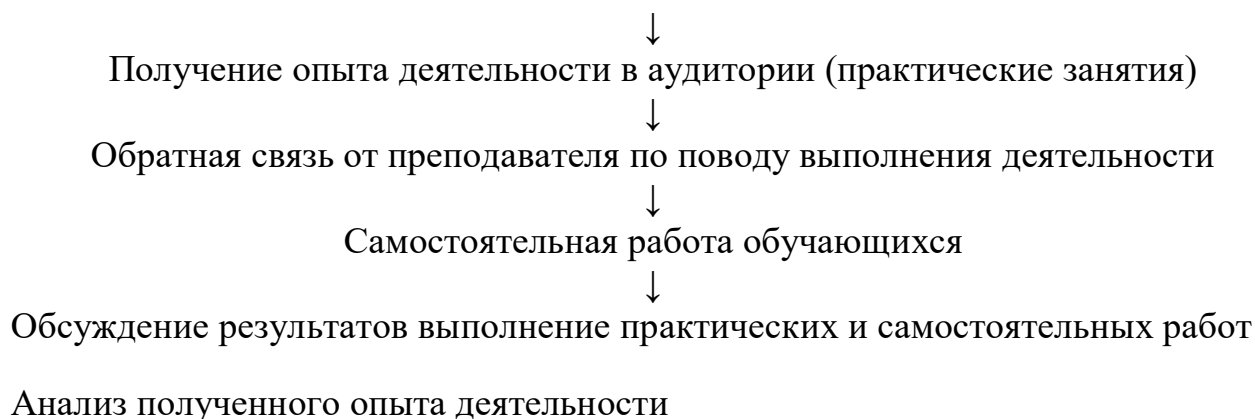 ↓
Получение опыта деятельности в аудитории (практические занятия)
↓
Обратная связь от преподавателя по поводу выполнения деятельности
↓
Самостоятельная работа обучающихся
↓
Обсуждение результатов выполнение практических и самостоятельных работ
Анализ полученного опыта деятельности